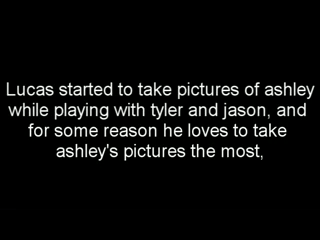 Lucas started to take pictures of ashley
while playing with tyler and jason, and
for some reason he loves to take
ashley's pictures the most,